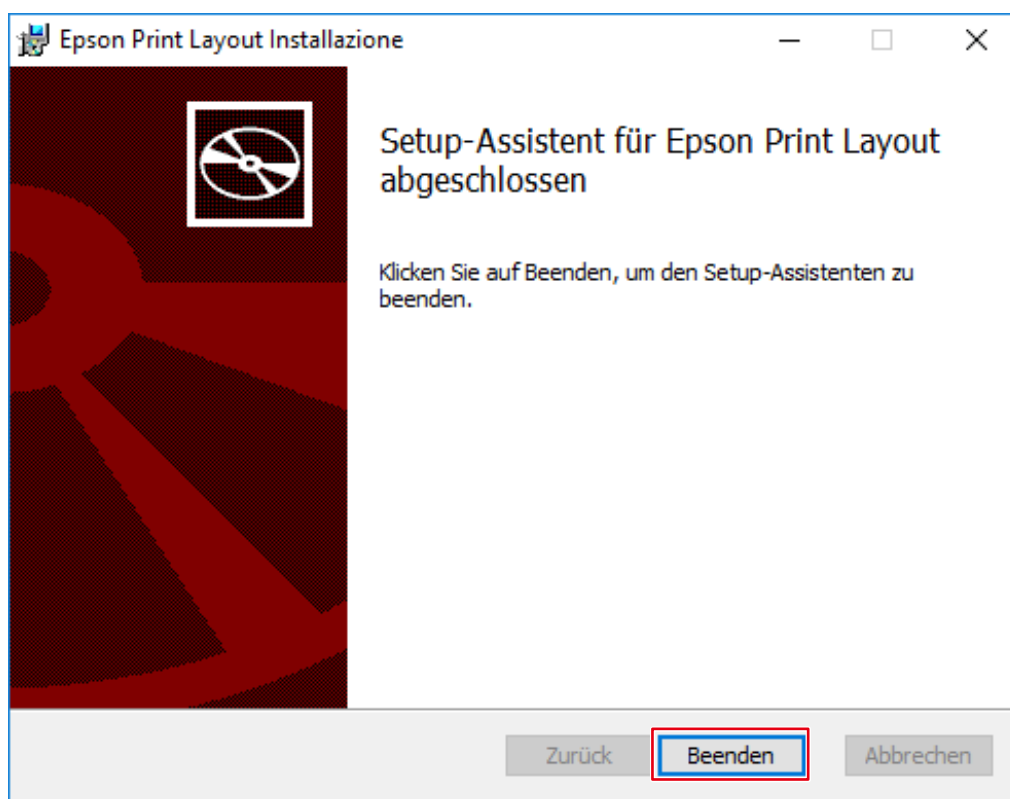 Epson Print Layout Installazione
Setup-Assistent für Epson Print Layout
abgeschlossen
Klicken Sie auf Beenden, um den Setup-Assistenten zu
beenden.
Zurück Beenden Abbrechen